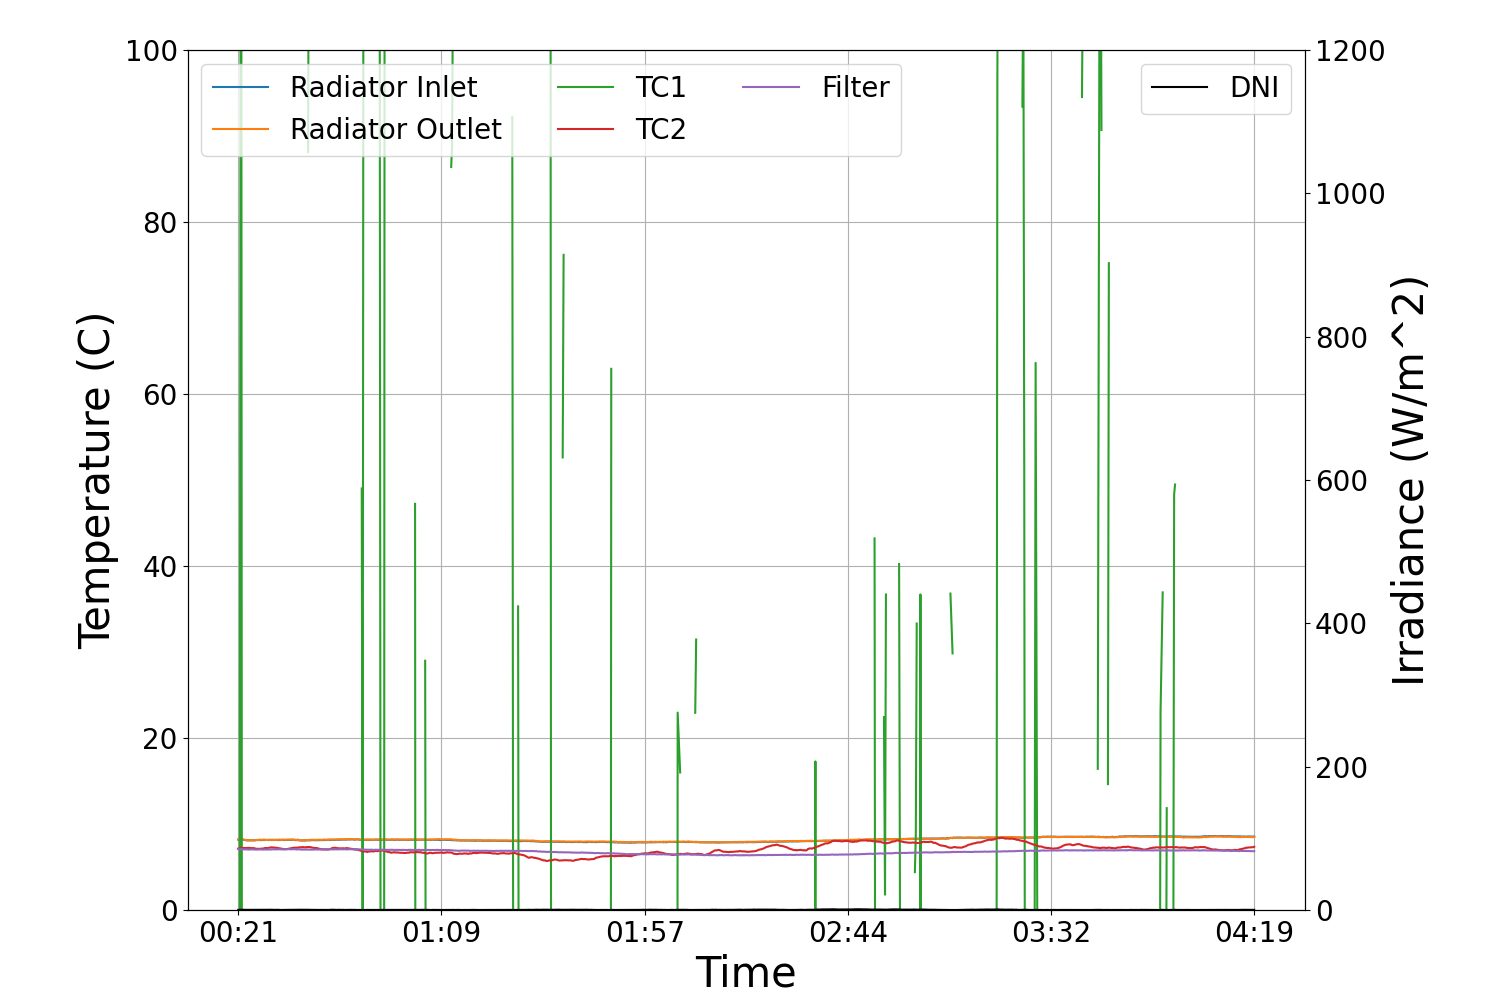 100
80
60
40
20
0
Temperature (C)
Radiator Inlet
Radiator Outlet
TC1
TC2
Filter
DNI
1200
1000
800
600
400
200
0
Irradiance (W/m^2)
00:21 01:09 01:57 02:44 03:32 04:19
Time